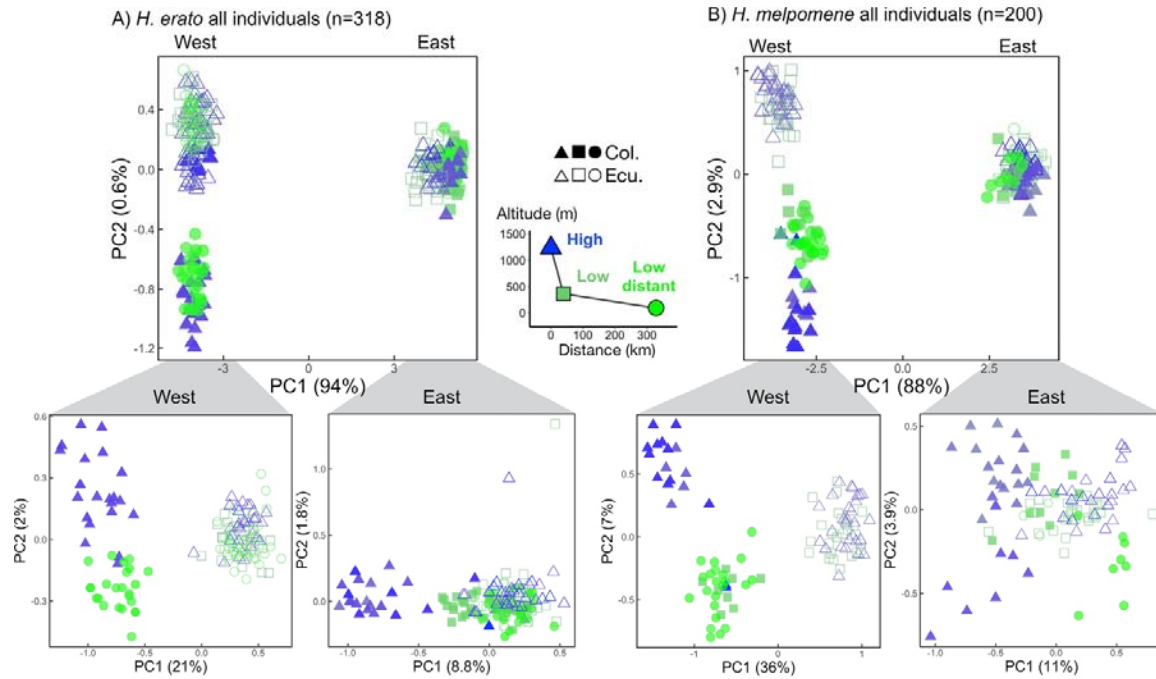 A) H. erato all individuals (n=318)
West
East
PC2 (0.6%)
0.4
0.0
-0.4
-0.8
-1.2
-3
0
3
PC1 (94%)
Col.
Ecu.
Altitude (m)
1500
1000
500
0
High
Low
Low
distant
0 100 200 300
Distance (km)
B) H. melpomene all individuals (n=200)
West
East
PC2 (2.9%)
1
0
-1
-2.5
0.0
2.5
PC1 (88%)
West
PC2 (2%)
0.6
0.3
0.0
-0.3
-1.0
-0.5
0.0
0.5
PC1 (21%)
East
PC2 (1.8%)
1.0
0.5
0.0
-1.0
-0.5
0.0
0.5
PC1 (8.8%)
West
PC2 (7%)
0.5
0.0
-0.5
-1
0
1
PC1 (36%)
East
PC2 (3.9%)
0.5
0.0
-0.5
-1.0
-0.5
0.0
0.5
PC1 (11%)